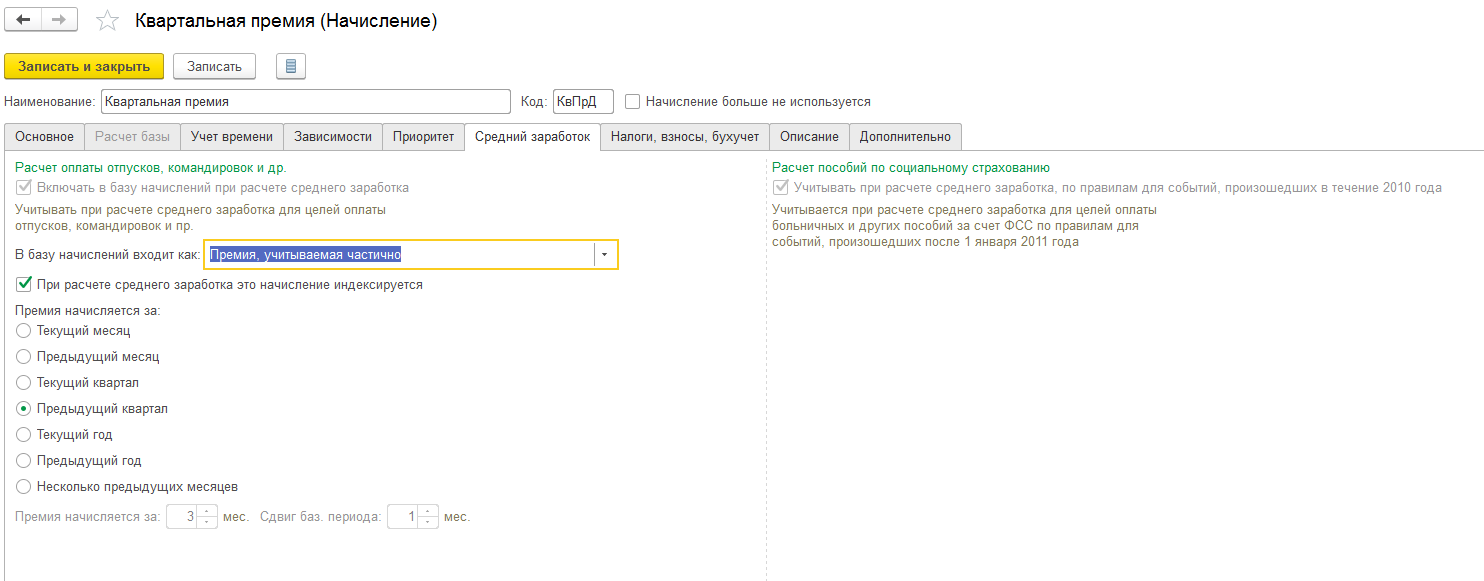 Квартальная премия (Начисление)
Записать и закрыть
Записать
Наименование: Квартальная премия Код: КвПрД Начисление больше не используется
Основное Расчет базы Учет времени Зависимости Приоритет Средний заработок Налоги, взносы, бухучет Описание Дополнительно
Расчет оплаты отпусков, командировок и др.
Включать в базу начислений при расчете среднего заработка
Учитывать при расчете среднего заработка для целей оплаты
отпусков, командировок и пр.
В базу начислений входит как: Премия, учитываемая частично
При расчете среднего заработка это начисление индексируется
Премия начисляется за:
Текущий месяц
Предыдущий месяц
Текущий квартал
Предыдущий квартал
Текущий год
Предыдущий год
Несколько предыдущих месяцев
Премия начисляется за: 3 мес. Сдвиг баз. периода: 1 мес.
Расчет пособий по социальному страхованию
Учитывать при расчете среднего заработка, по правилам для событий, произошедших в течение 2010 года
Учитывается при расчете среднего заработка для целей оплаты
больничных и других пособий за счет ФСС по правилам для
событий, произошедших после 1 января 2011 года